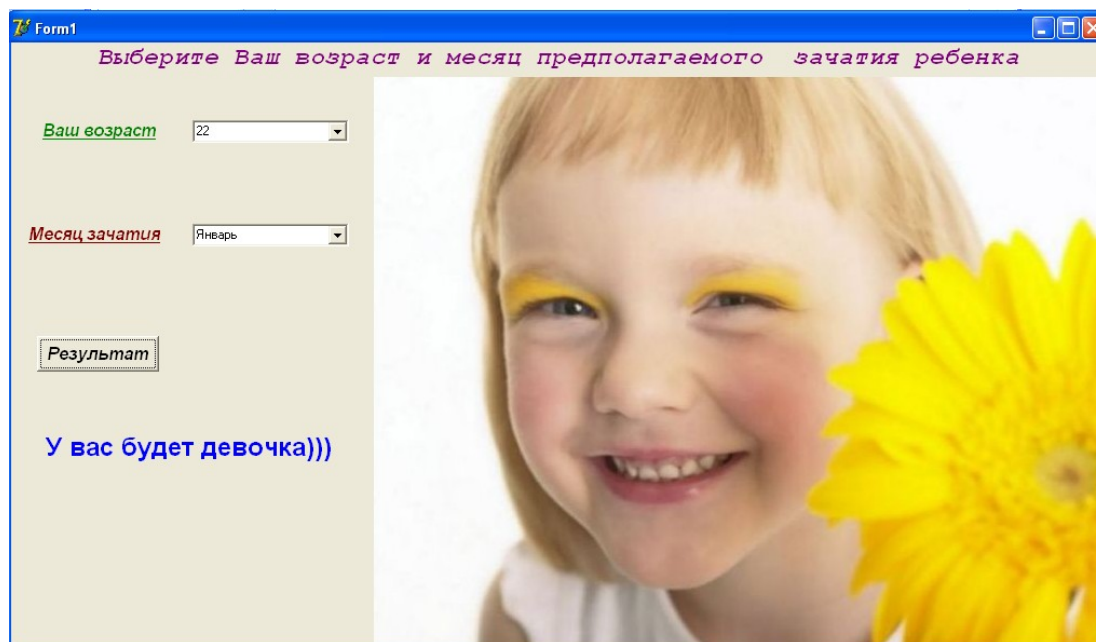 Form1
Выберите Ваш возраст и месяц предполагаемого зачатия ребенка
Ваш возраст 22
Месяц зачатия Январь
Результат
У вас будет девочка)))